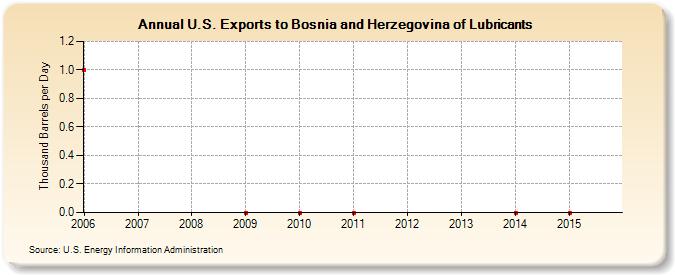 Annual U.S. Exports to Bosnia and Herzegovina of Lubricants
Thousand Barrels per Day
1.2
1.0
0.8
0.6
0.4
0.2
0.0
2006 2007 2008 2009 2010 2011 2012 2013 2014 2015
Source: U.S. Energy Information Administration